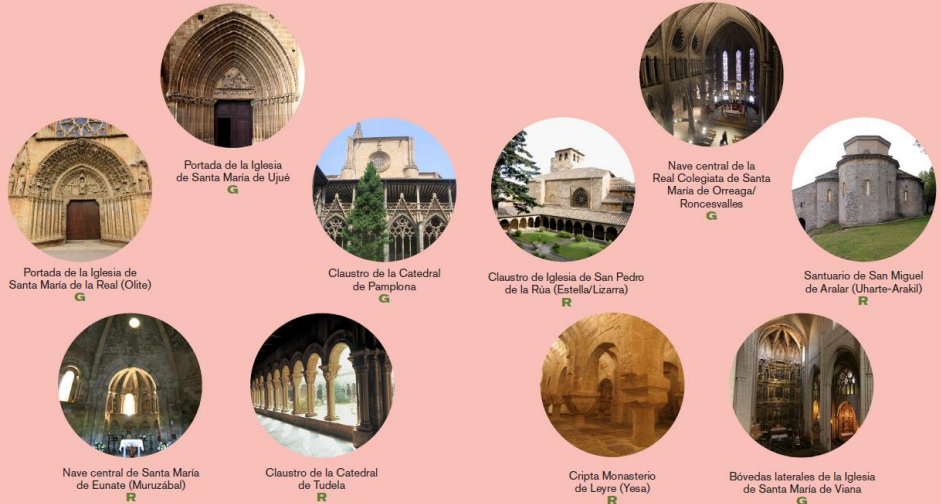 Portada de la Iglesia
de Santa María de Ujué
G
Nave central de la
Real Colegiata de Santa
María de Orreaga/
Roncesvalles
G
Portada de la Iglesia de
Santa María de la Real (Olite)
G
Claustro de la Catedral
de Pamplona
G
Claustro de Iglesia de San Pedro
de la Rúa (Estella/Lizarra)
R
Santuario de San Miguel
de Aralar (Uharte-Arakil)
R
Nave central de Santa María
de Eunate (Muruzábal)
R
Claustro de la Catedral
de Tudela
R
Cripta Monasterio
de Leyre (Yesa)
R
Bóvedas laterales de la Iglesia
de Santa María de Viana
G